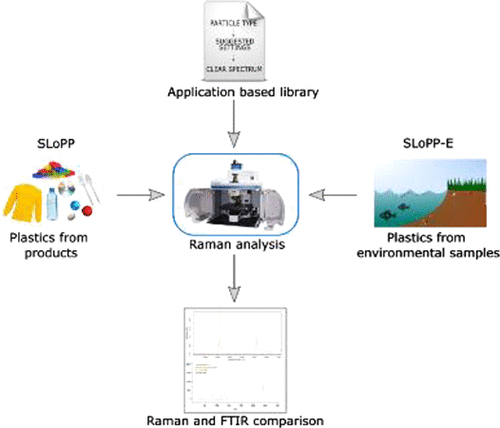 PARTICLE TYPE
SUGGESTED
SETTINGS
CLEAR SPECTRUM
Application based library
SLoPP
SLoPP-E
Plastics from
products
Raman analysis
Plastics from
environmental samples
Raman and FTIR comparison